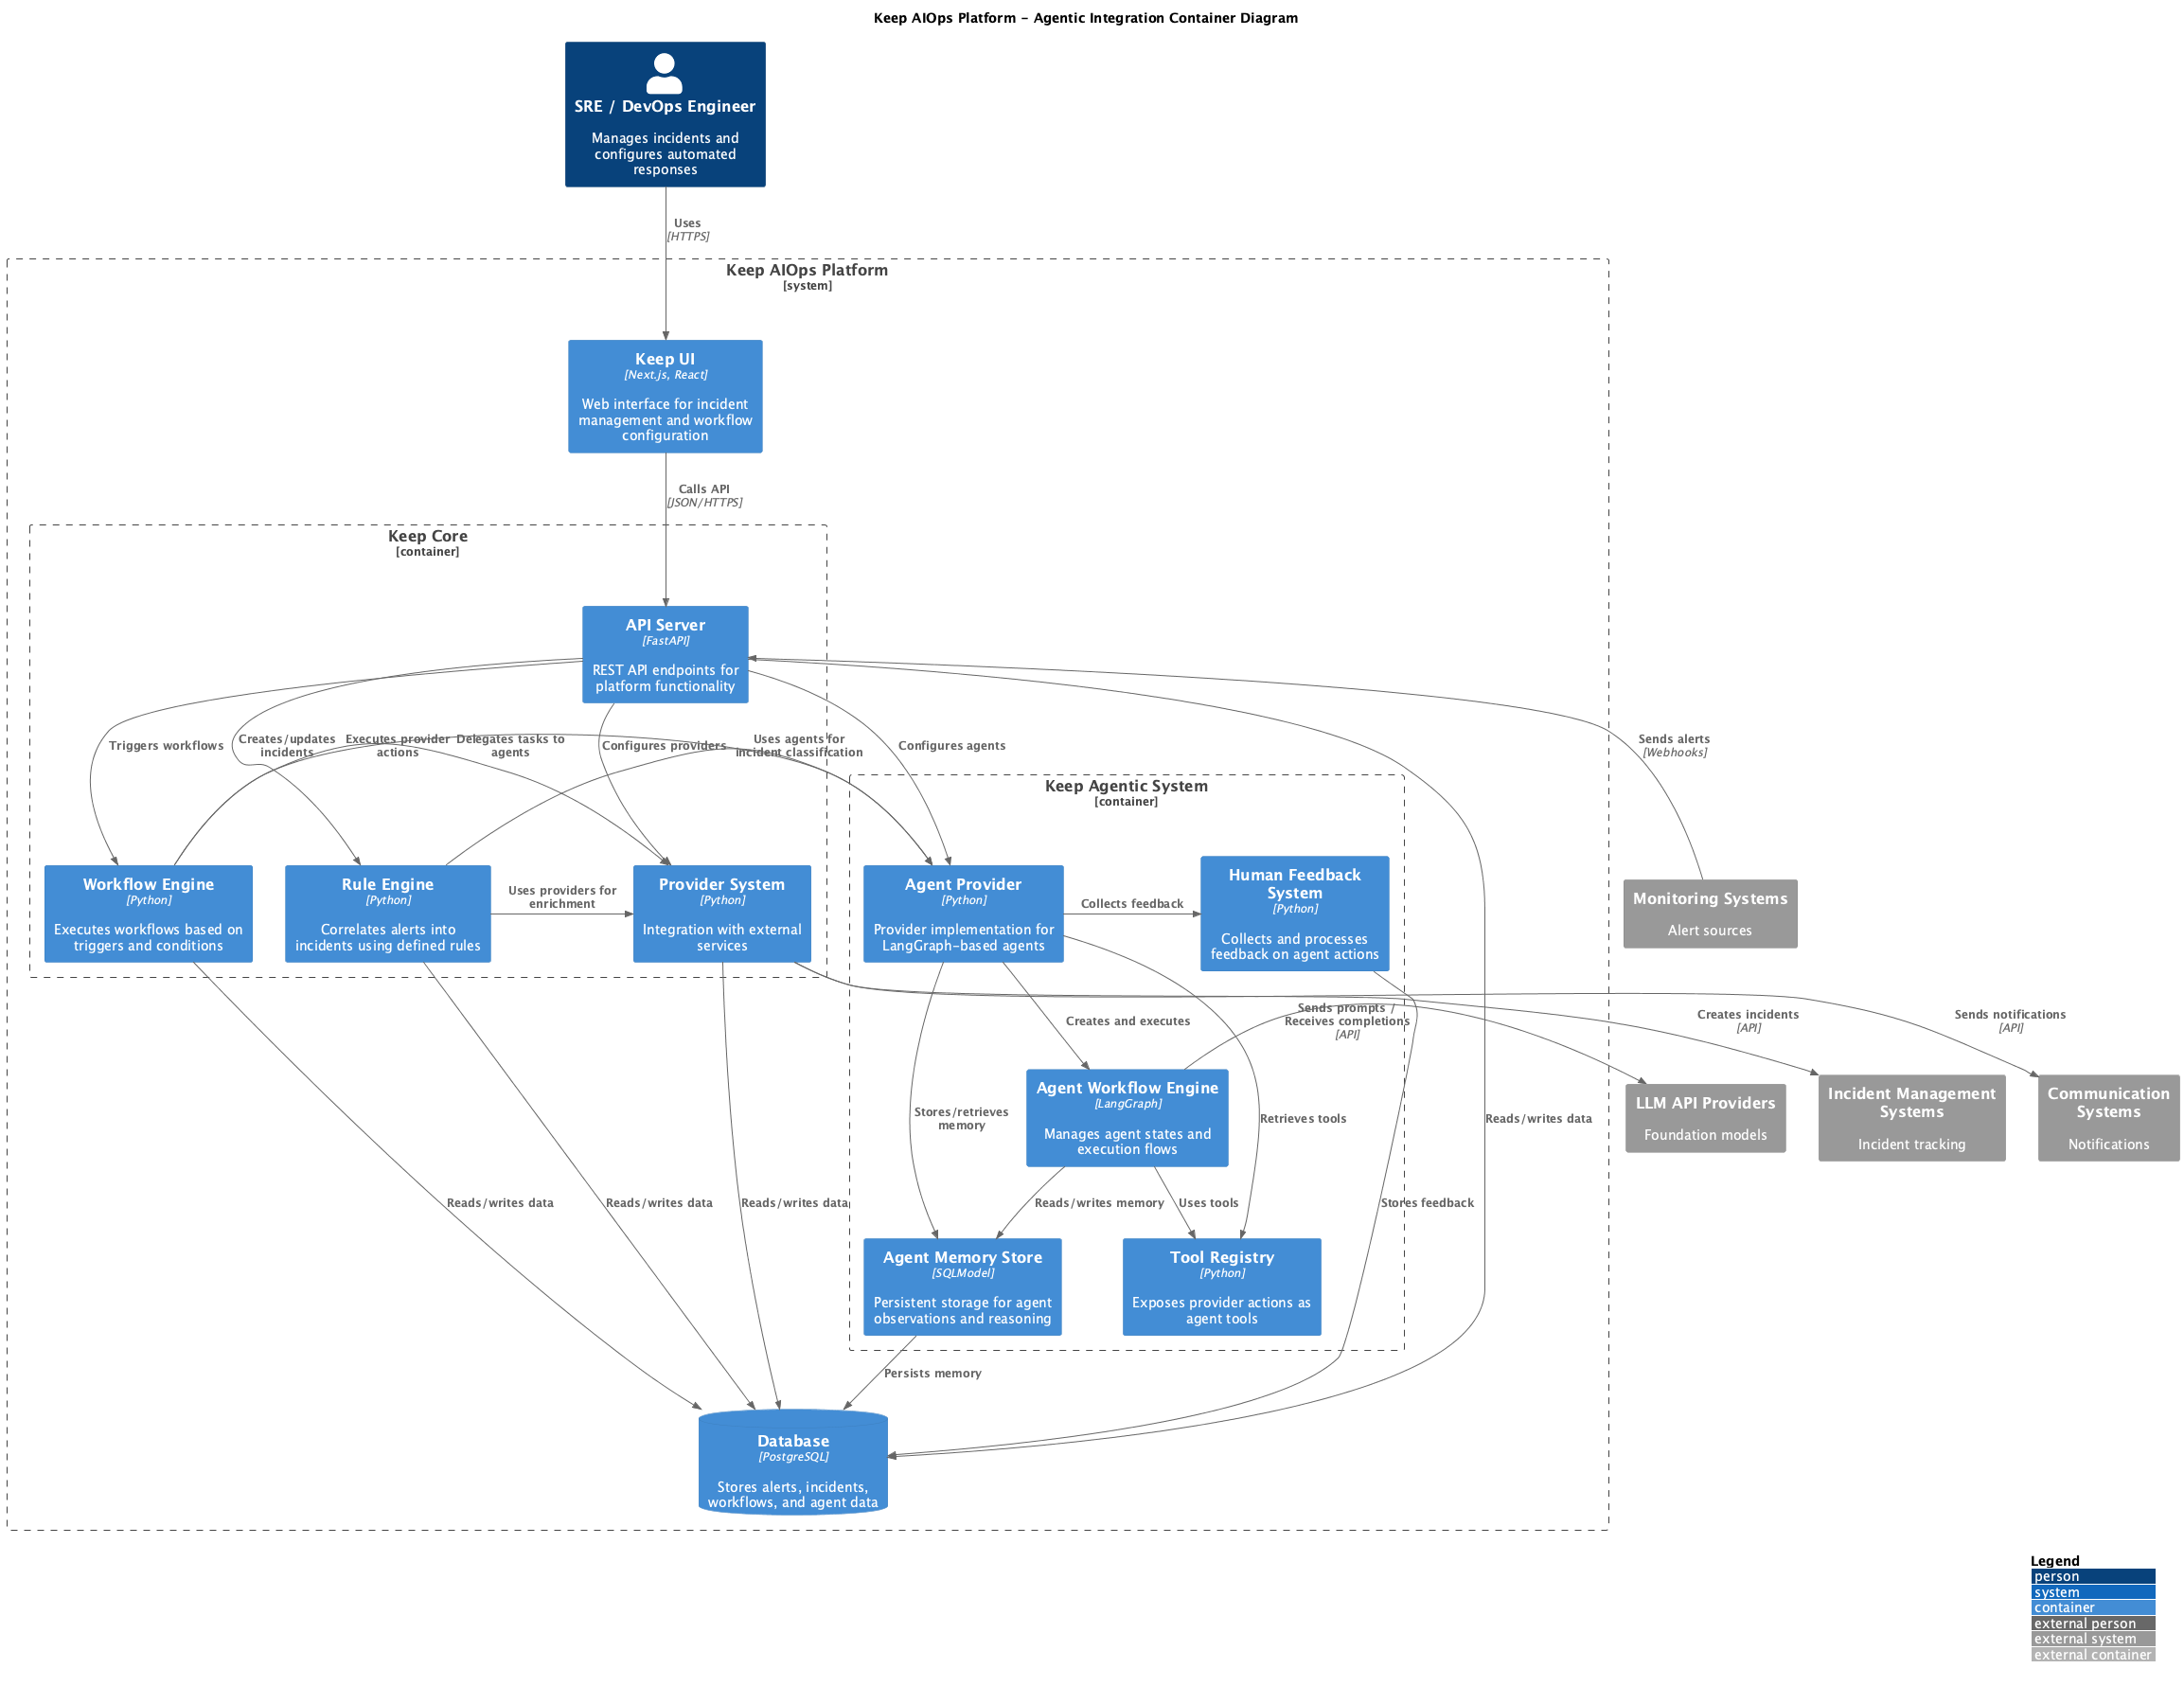 Keep AIOps Platform – Agentic Integration Container Diagram
SRE / DevOps Engineer
Manages incidents and
configures automated
responses
Uses
[HTTPS]
Keep AIOps Platform
[system]
Keep UI
[Next.js, React]
Web interface for incident
management and workflow
configuration
Calls API
[JSON/HTTPS]
Keep Core
[container]
API Server
[FastAPI]
REST API endpoints for
platform functionality
Triggers workflows
Creates/updates
incidents
Executes provider
actions
Delegates tasks to
agents
Configures providers
Uses agents for
incident classification
Configures agents
Sends alerts
[Webhooks]
Keep Agentic System
[container]
Workflow Engine
[Python]
Executes workflows based on
triggers and conditions
Rule Engine
[Python]
Correlates alerts into
incidents using defined rules
Uses providers for
enrichment
Provider System
[Python]
Integration with external
services
Agent Provider
[Python]
Provider implementation for
LangGraph-based agents
Collects feedback
Human Feedback
System
[Python]
Collects and processes
feedback on agent actions
Monitoring Systems
Alert sources
Creates and executes
Sends prompts /
Receives completions
[API]
Creates incidents
[API]
Sends notifications
[API]
Stores/retrieves
memory
Agent Workflow Engine
[LangGraph]
Manages agent states and
execution flows
Retrieves tools
Reads/writes data
LLM API Providers
Foundation models
Incident Management
Systems
Incident tracking
Communication
Systems
Notifications
Reads/writes data
Reads/writes data
Reads/writes data
Reads/writes memory
Uses tools
Stores feedback
Agent Memory Store
[SQLModel]
Persistent storage for agent
observations and reasoning
Tool Registry
[Python]
Exposes provider actions as
agent tools
Persists memory
Database
[PostgreSQL]
Stores alerts, incidents,
workflows, and agent data
Legend
person
system
container
external person
external system
external container